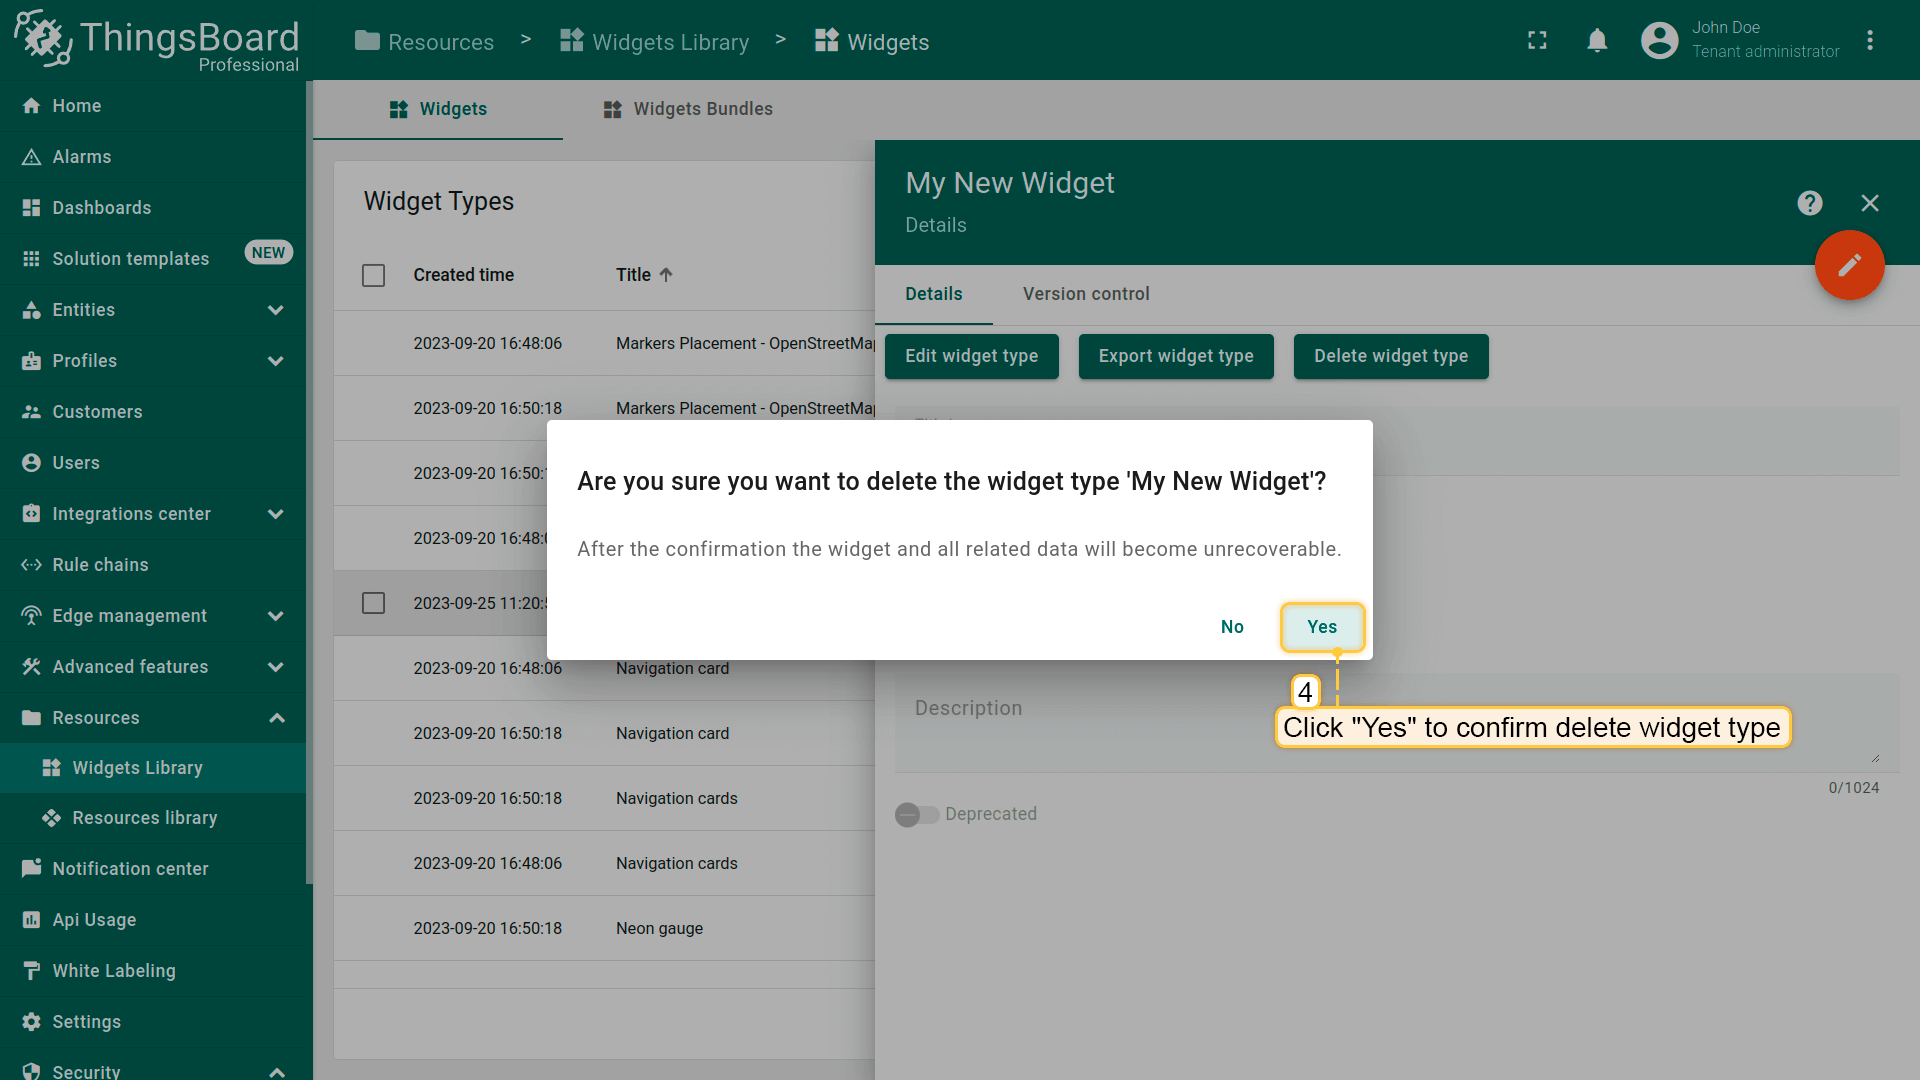 ThingsBoard
Professional
Resources > Widgets Library > Widgets
John Doe
Tenant administrator
Home
Alarms
Dashboards
Solution templates
NEW
Entities
Profiles
Customers
Users
Integrations center
Rule chains
Edge management
Advanced features
Resources
Widgets Library
Resources library
Notification center
Api Usage
White Labeling
Settings
Security
Widgets
Widgets Bundles
Widget Types
Created time Title
2023-09-20 16:48:06 Markers Placement - OpenStreetMap
2023-09-20 16:50:18 Markers Placement - OpenStreetMap
2023-09-20 16:50:
2023-09-20 16:48:0
2023-09-25 11:20:5
2023-09-20 16:48:06 Navigation card
2023-09-20 16:50:18 Navigation card
2023-09-20 16:50:18 Navigation cards
2023-09-20 16:48:06 Navigation cards
2023-09-20 16:50:18 Neon gauge
My New Widget
Details
?
Details
Version control
Edit widget type
Export widget type
Delete widget type
Are you sure you want to delete the widget type 'My New Widget'?
After the confirmation the widget and all related data will become unrecoverable.
No
Yes
4
Click "Yes" to confirm delete widget type
Description
0/1024
Deprecated